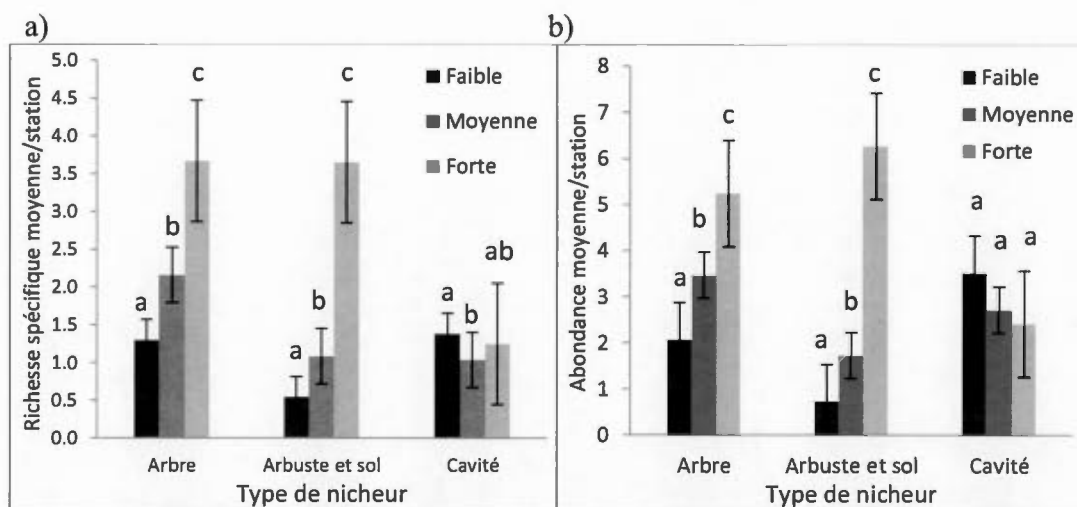 a)
Richesse spécifique moyenne/station
5.0
4.5
4.0
3.5
3.0
2.5
2.0
1.5
1.0
0.5
0.0
Faible
Moyenne
Forte
a
b
c
a
b
c
a
b
ab
Arbre
Arbuste et sol
Cavité
Type de nicheur
b)
Abondance moyenne/station
8
7
6
5
4
3
2
1
0
Faible
Moyenne
Forte
a
b
c
a
b
c
a
a
a
Arbre
Arbuste et sol
Cavité
Type de nicheur